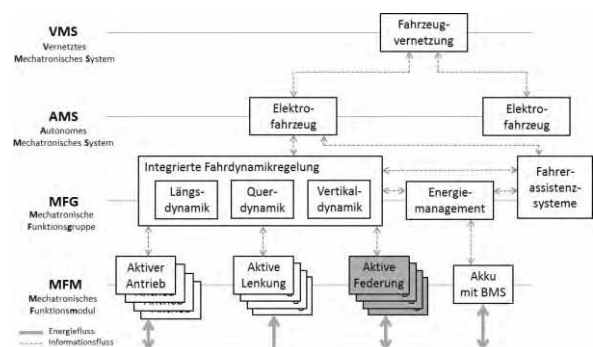 VMS
Vernetztes
Mechatronisches System
Fahrzeug-
vernetzung
AMS
Autonomes
Mechatronisches System
Elektro-
fahrzeug
Elektro-
fahrzeug
MFG
Mechatronische
Funktionsgruppe
Integrierte Fahrdynamikregelung
Längs-
dynamik
Quer-
dynamik
Vertikal-
dynamik
Energie-
management
Fahrer-
assistenz-
systeme
MFM
Mechatronisches
Funktionsmodul
Aktiver
Antrieb
Aktive
Lenkung
Aktive
Federung
Akku
mit BMS
Energiefluss
Informationsfluss